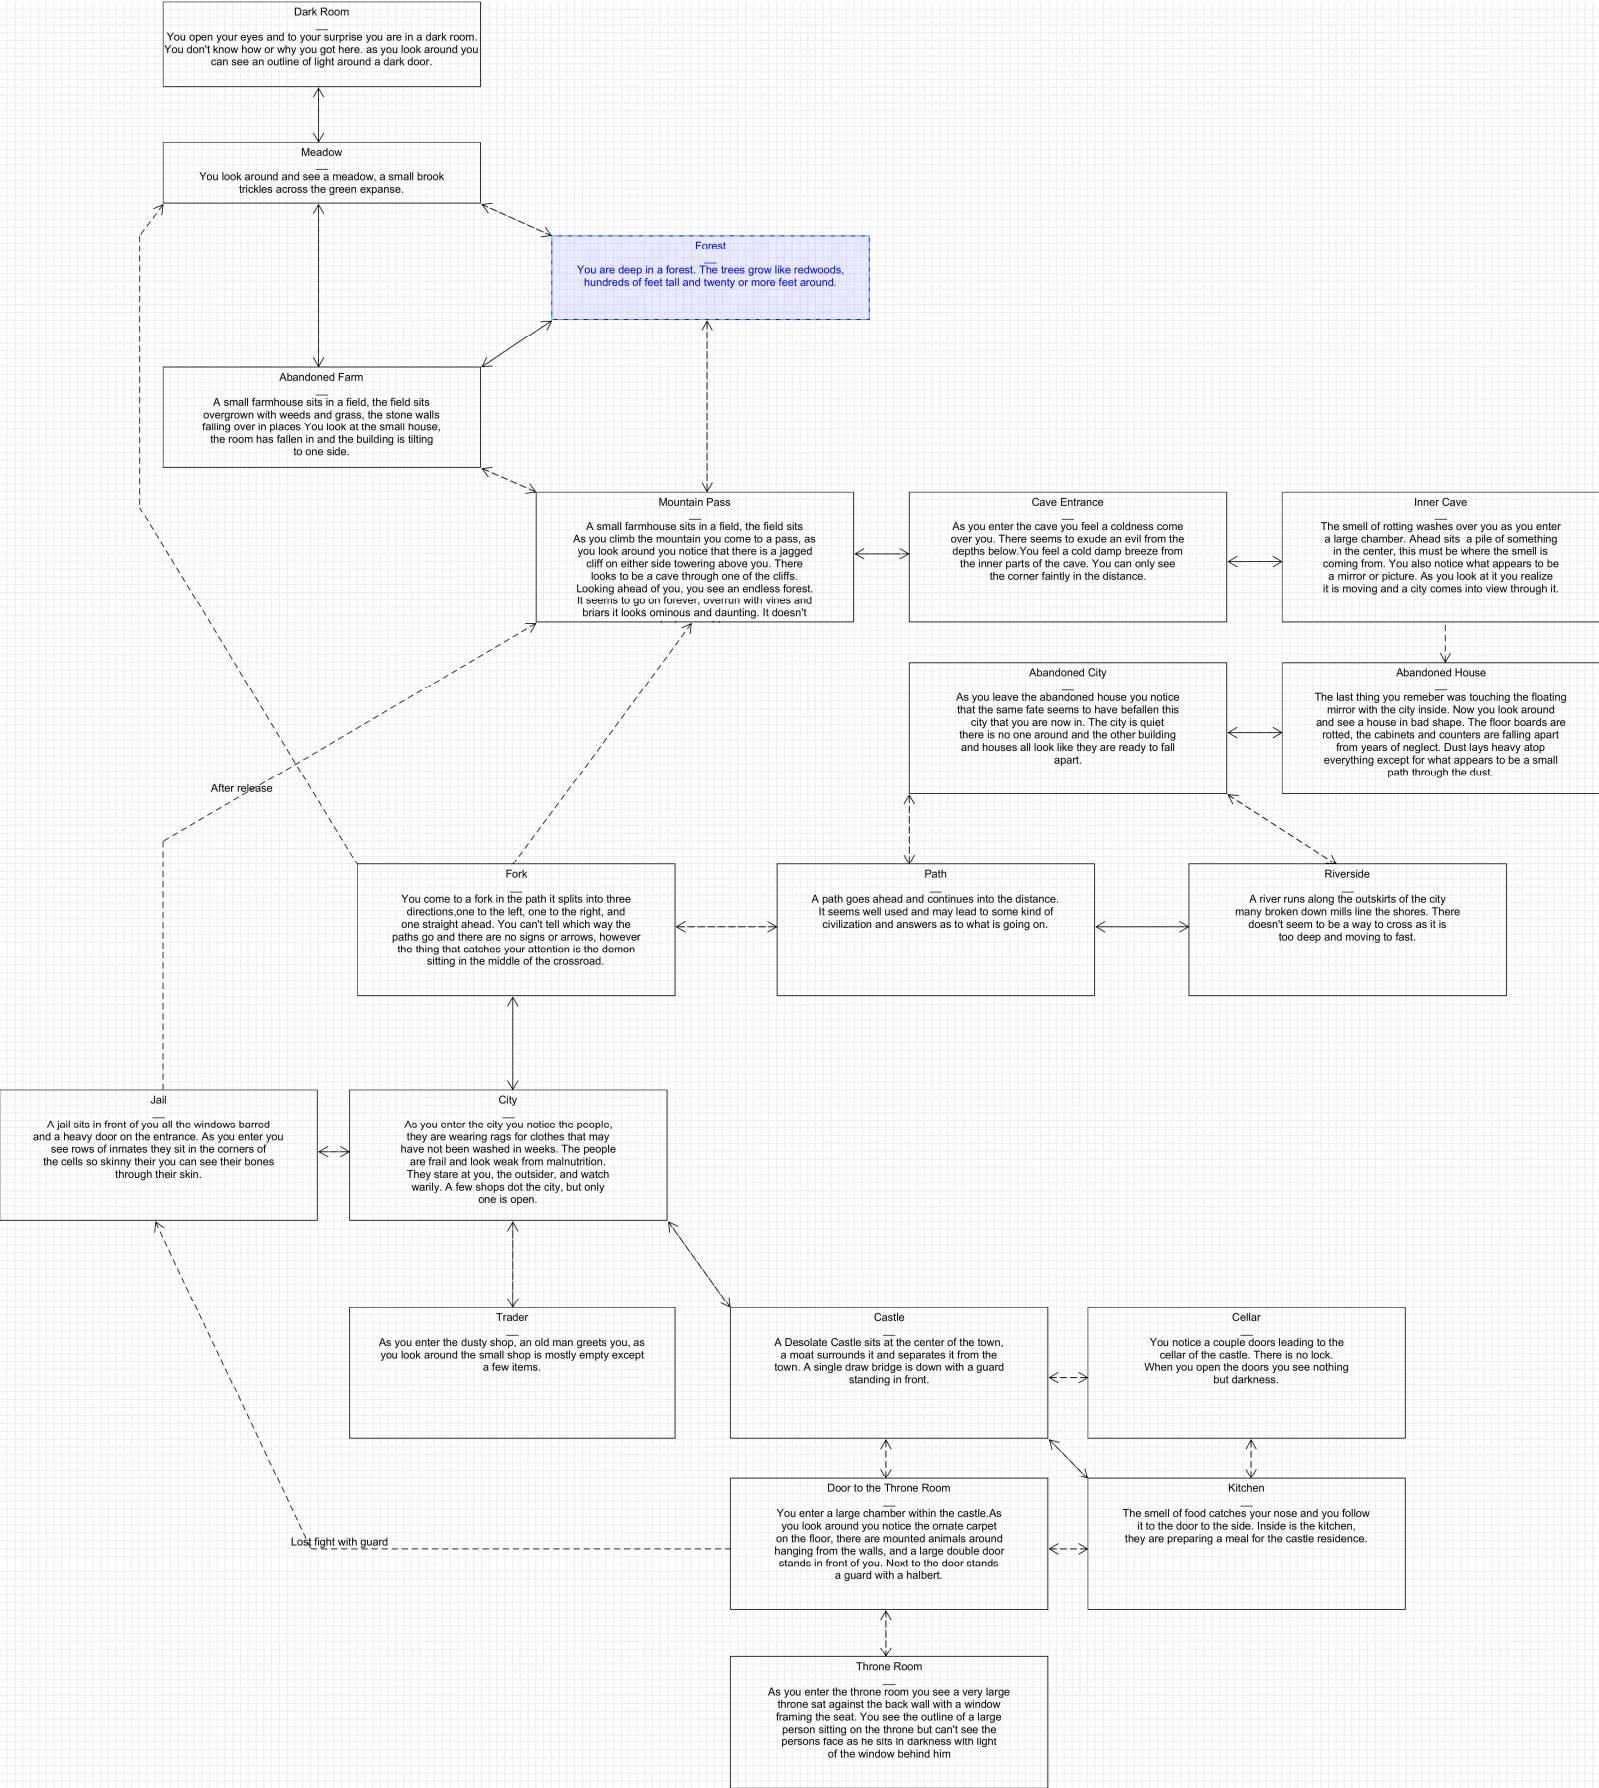 Dark Room
You open your eyes and to your surprise you are in a dark room.
You don't know how or why you got here. as you look around you
can see an outline of light around a dark door.
Meadow
You look around and see a meadow, a small brook
trickles across the green expanse.
Forest
You are deep in a forest. The trees grow like redwoods,
hundreds of feet tall and twenty or more feet around.
Abandoned Farm
A small farmhouse sits in a field, the field sits
overgrown with weeds and grass, the stone walls
falling over in places You look at the small house,
the room has fallen in and the building is tilting
to one side.
Mountain Pass
A small farmhouse sits in a field, the field sits
As you climb the mountain you come to a pass, as
you look around you notice that there is a jagged
cliff on either side towering above you. There
looks to be a cave through one of the cliffs.
Looking ahead of you, you see an endless forest.
It seems to go on forever, overrun with vines and
briars it looks ominous and daunting. It doesn't
Cave Entrance
As you enter the cave you feel a coldness come
over you. There seems to exude an evil from the
depths below.You feel a cold damp breeze from
the inner parts of the cave. You can only see
the corner faintly in the distance.
Inner Cave
The smell of rotting washes over you as you enter
a large chamber. Ahead sits a pile of something
in the center, this must be where the smell is
coming from. You also notice what appears to be
a mirror or picture. As you look at it you realize
it is moving and a city comes into view through it.
Abandoned City
As you leave the abandoned house you notice
that the same fate seems to have befallen this
city that you are now in. The city is quiet
there is no one around and the other building
and houses all look like they are ready to fall
apart.
Abandoned House
The last thing you remeber was touching the floating
mirror with the city inside. Now you look around
and see a house in bad shape. The floor boards are
rotted, the cabinets and counters are falling apart
from years of neglect. Dust lays heavy atop
everything except for what appears to be a small
path through the dust.
After release
Fork
You come to a fork in the path it splits into three
directions,one to the left, one to the right, and
one straight ahead. You can't tell which way the
paths go and there are no signs or arrows, however
the thing that catches your attention is the demon
sitting in the middle of the crossroad.
Path
A path goes ahead and continues into the distance.
It seems well used and may lead to some kind of
civilization and answers as to what is going on.
Riverside
A river runs along the outskirts of the city
many broken down mills line the shores. There
doesn't seem to be a way to cross as it is
too deep and moving to fast.
Jail
A jail sits in front of you all the windows barred
and a heavy door on the entrance. As you enter you
see rows of inmates they sit in the corners of
the cells so skinny their you can see their bones
through their skin.
City
As you enter the city you notice the people,
they are wearing rags for clothes that may
have not been washed in weeks. The people
are frail and look weak from malnutrition.
They stare at you, the outsider, and watch
warily. A few shops dot the city, but only
one is open.
Trader
As you enter the dusty shop, an old man greets you, as
you look around the small shop is mostly empty except
a few items.
Castle
A Desolate Castle sits at the center of the town,
a moat surrounds it and separates it from the
town. A single draw bridge is down with a guard
standing in front.
Cellar
You notice a couple doors leading to the
cellar of the castle. There is no lock.
When you open the doors you see nothing
but darkness.
Door to the Throne Room
You enter a large chamber within the castle.As
you look around you notice the ornate carpet
on the floor, there are mounted animals around
hanging from the walls, and a large double door
stands in front of you. Next to the door stands
a guard with a halbert.
Kitchen
The smell of food catches your nose and you follow
it to the door to the side. Inside is the kitchen,
they are preparing a meal for the castle residence.
Lost fight with guard
Throne Room
As you enter the throne room you see a very large
throne sat against the back wall with a window
framing the seat. You see the outline of a large
person sitting on the throne but can't see the
persons face as he sits in darkness with light
of the window behind him